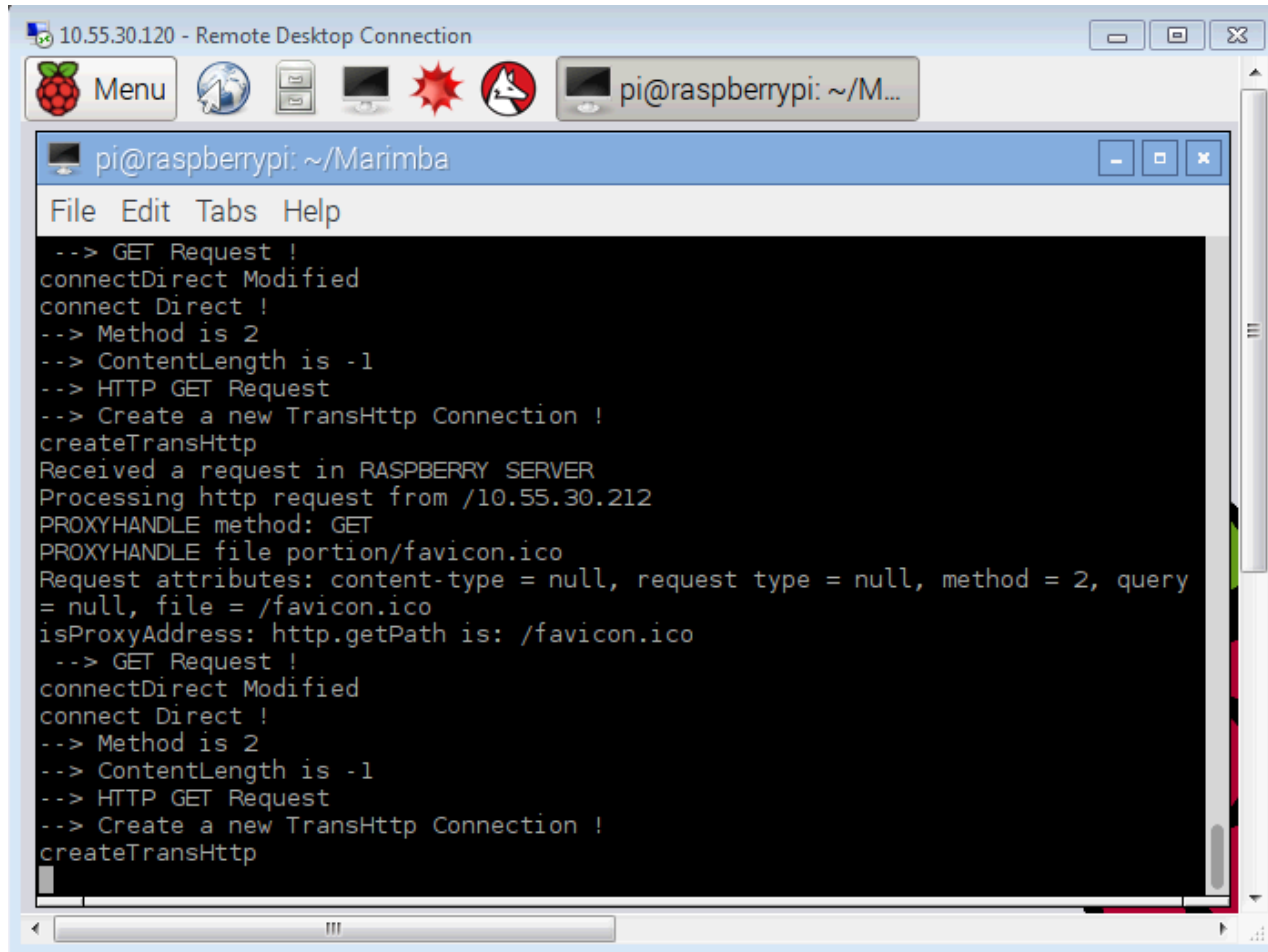 10.55.30.120 - Remote Desktop Connection
Menu
pi@raspberrypi: ~/M...
pi@raspberrypi: ~/Marimba
File Edit Tabs Help
--> GET Request !
connectDirect Modified
connect Direct !
--> Method is 2
--> ContentLength is -1
--> HTTP GET Request
--> Create a new TransHttp Connection !
createTransHttp
Received a request in RASPBERRY SERVER
Processing http request from /10.55.30.212
PROXYHANDLE method: GET
PROXYHANDLE file portion/favicon.ico
Request attributes: content-type = null, request type = null, method = 2, query
= null, file = /favicon.ico
isProxyAddress: http.getPath is: /favicon.ico
--> GET Request !
connectDirect Modified
connect Direct !
--> Method is 2
--> ContentLength is -1
--> HTTP GET Request
--> Create a new TransHttp Connection !
createTransHttp